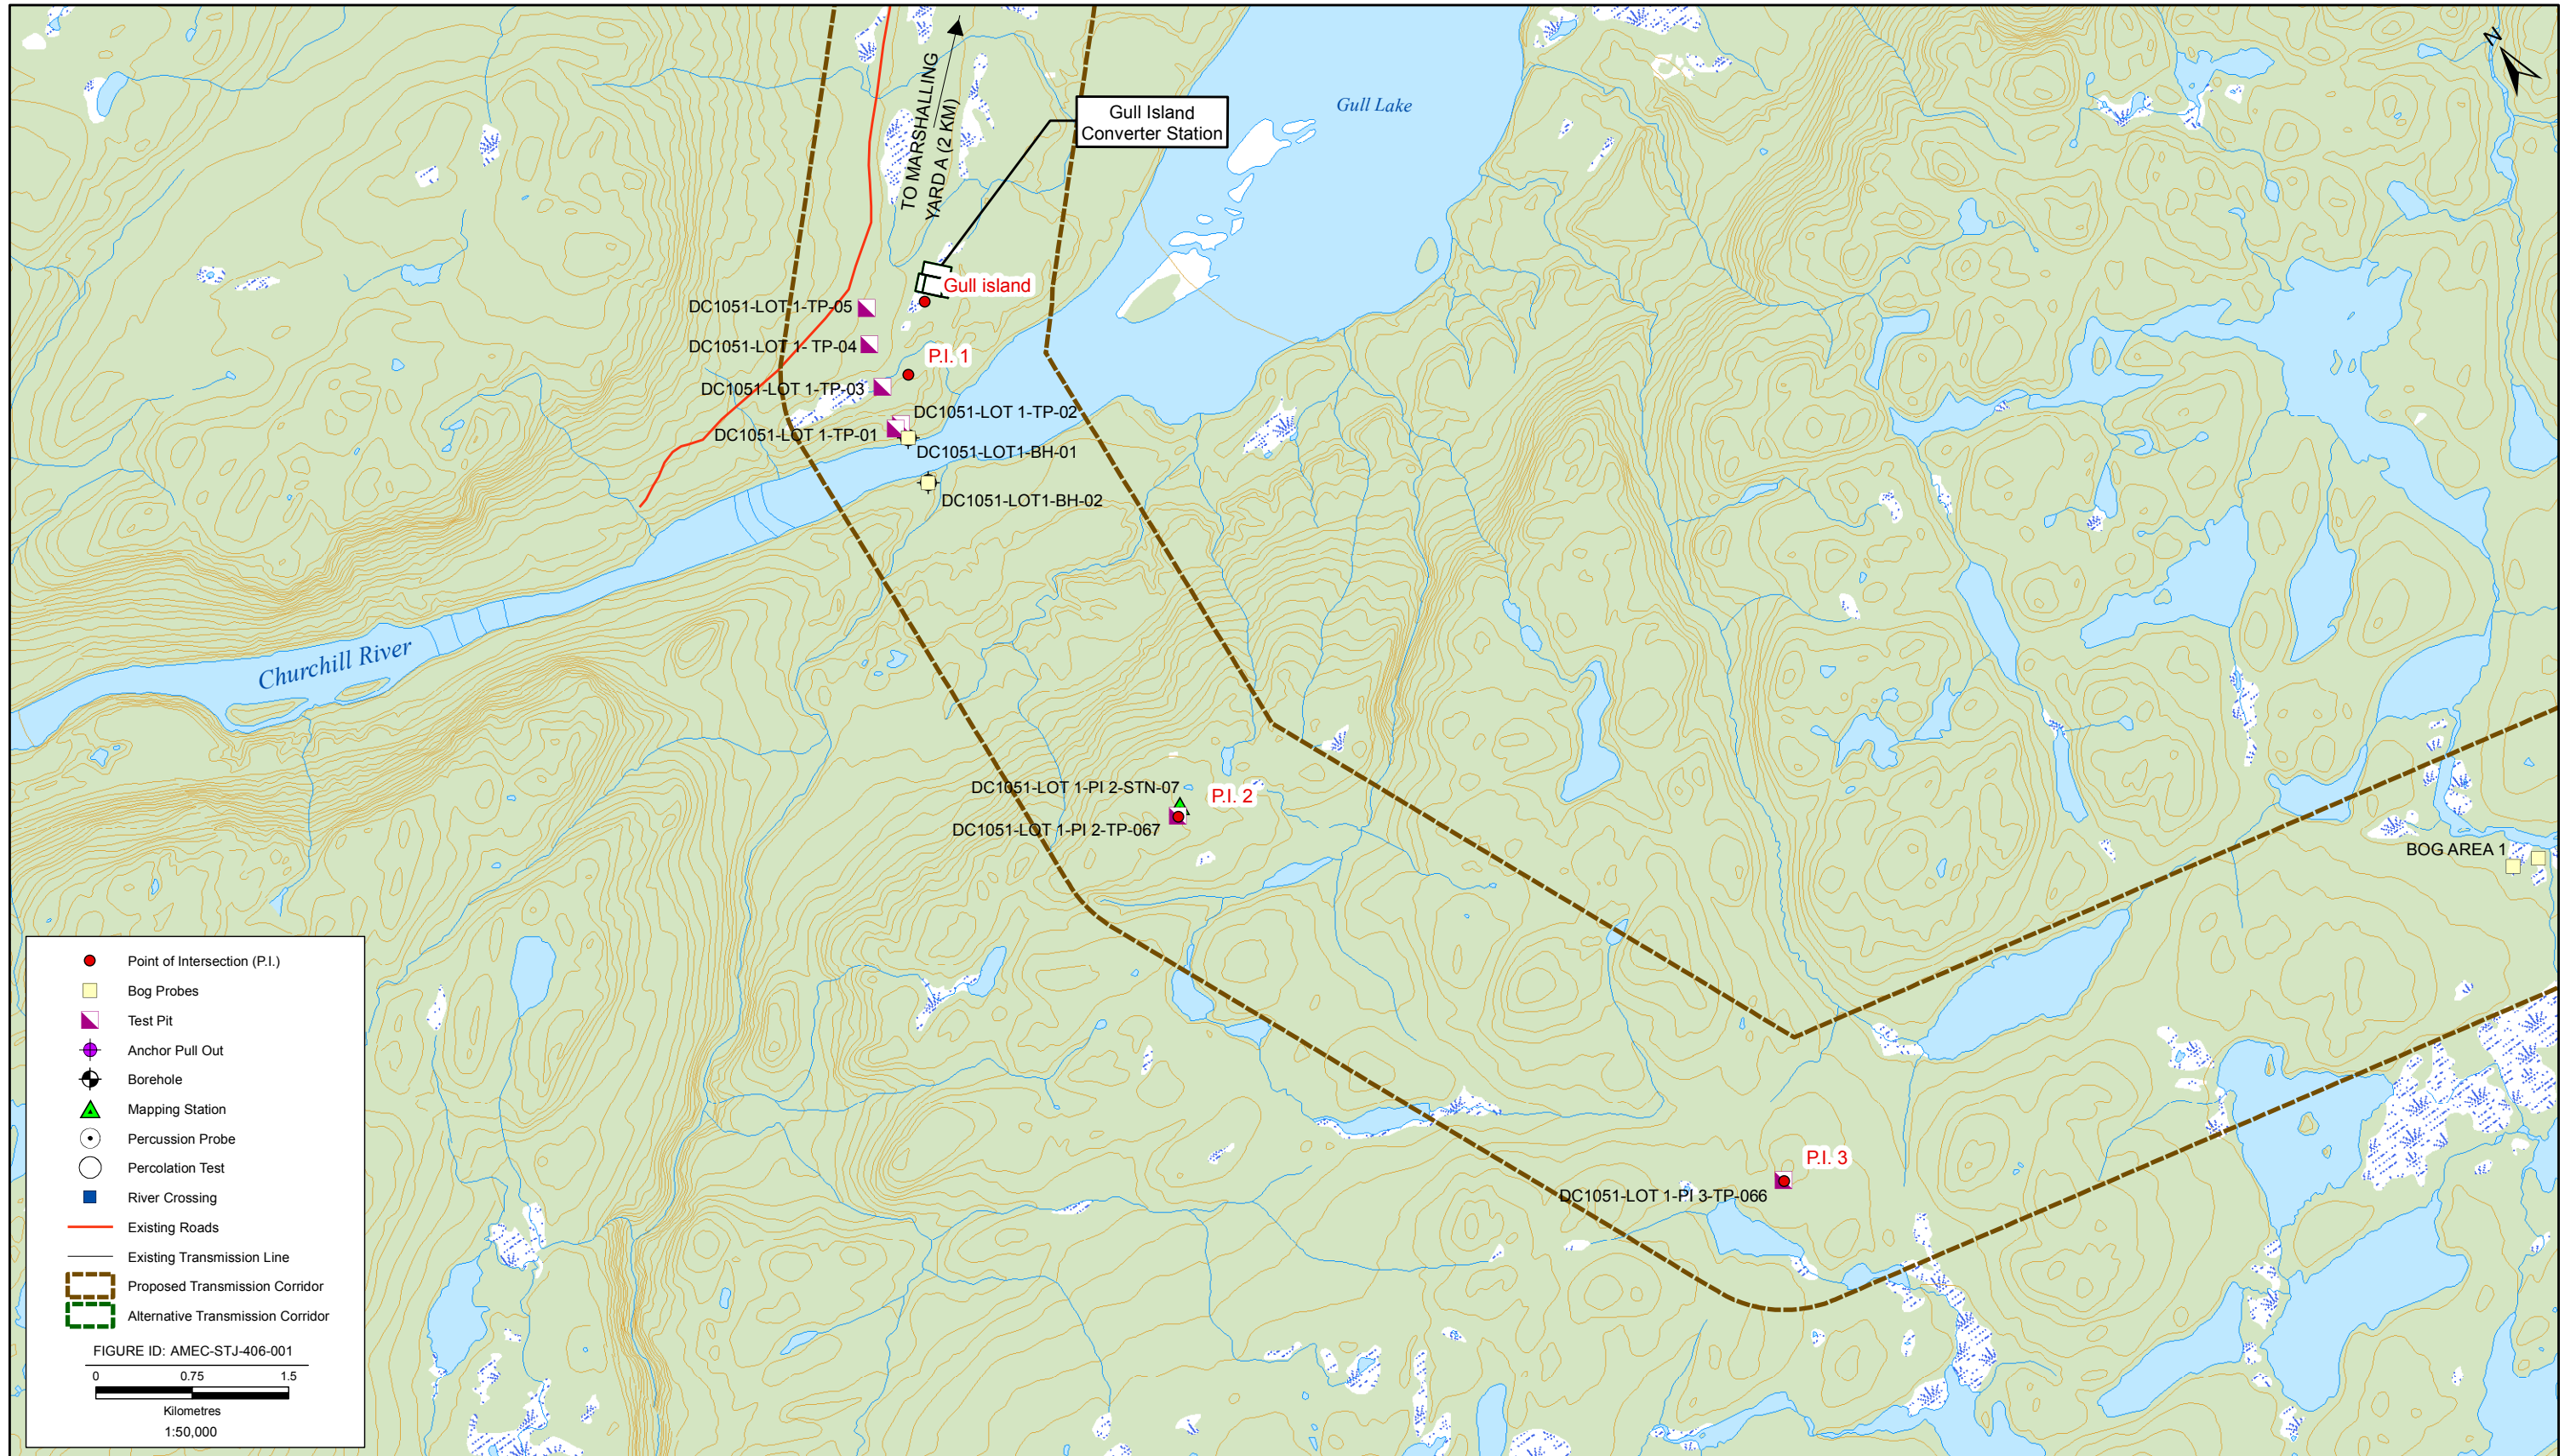 N
Gull Lake
TO MARSHALLING
YARD A (2 KM)
Gull Island
Converter Station
Gull island
DC1051-LOT 1-TP-05
DC1051-LOT 1- TP-04
P.I. 1
DC1051-LOT 1-TP-03
DC1051-LOT 1-TP-02
DC1051-LOT 1-TP-01
DC1051-LOT1-BH-01
DC1051-LOT1-BH-02
Churchill River
DC1051-LOT 1-PI 2-STN-07
P.I. 2
DC1051-LOT 1-PI 2-TP-067
BOG AREA 1
P.I. 3
DC1051-LOT 1-PI 3-TP-066
Point of Intersection (P.I.)
Bog Probes
Test Pit
Anchor Pull Out
Borehole
Mapping Station
Percussion Probe
Percolation Test
River Crossing
Existing Roads
Existing Transmission Line
Proposed Transmission Corridor
Alternative Transmission Corridor
FIGURE ID: AMEC-STJ-406-001
0 0.75 1.5
Kilometres
1:50,000